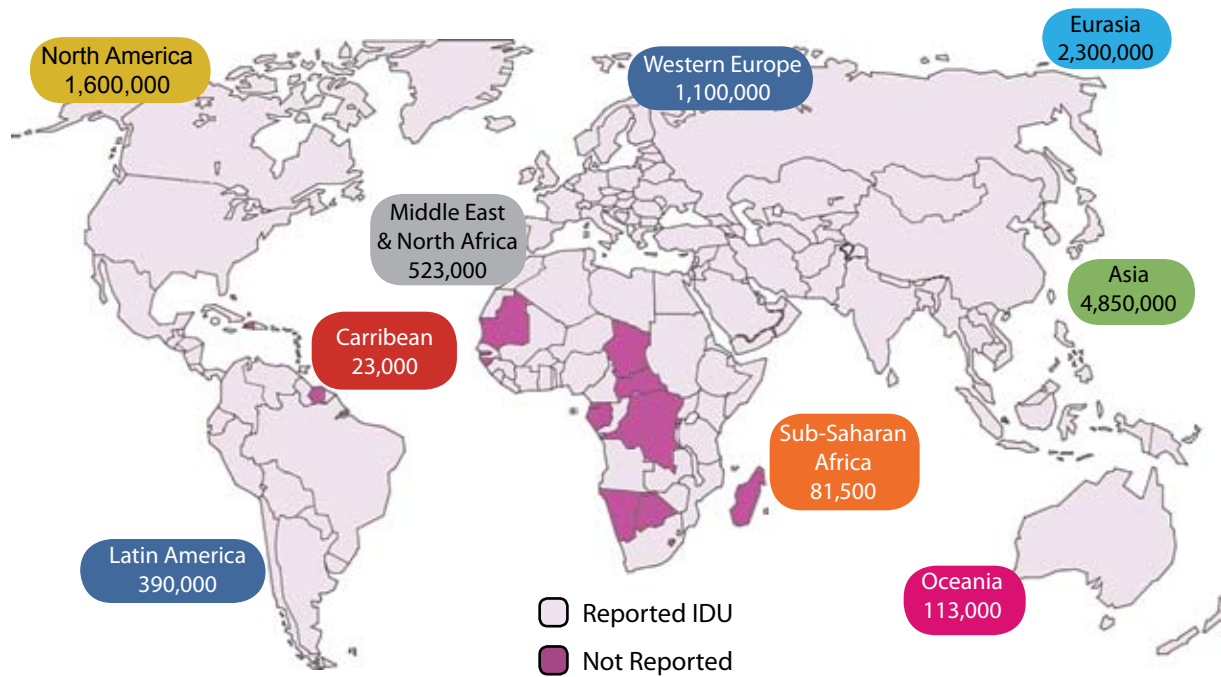 North America
1,600,000
Western Europe
1,100,000
Eurasia
2,300,000
Middle East
& North Africa
523,000
Asia
4,850,000
Carribean
23,000
Sub-Saharan
Africa
81,500
Latin America
390,000
Oceania
113,000
Reported IDU
Not Reported